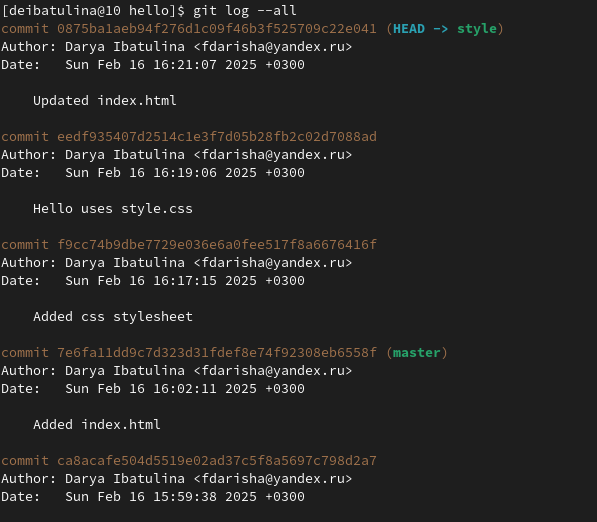 [deibatulina@10 hello]$ git log --all
commit 0875ba1aeb94f276d1c09f46b3f525709c22e041 (HEAD -> style)
Author: Darya Ibatulina <fdarisha@yandex.ru>
Date:   Sun Feb 16 16:21:07 2025 +0300
    Updated index.html
commit eedf935407d2514c1e3f7d05b28fb2c02d7088ad
Author: Darya Ibatulina <fdarisha@yandex.ru>
Date:   Sun Feb 16 16:19:06 2025 +0300
    Hello uses style.css
commit f9cc74b9dbe7729e036e6a0fee517f8a6676416f
Author: Darya Ibatulina <fdarisha@yandex.ru>
Date:   Sun Feb 16 16:17:15 2025 +0300
    Added css stylesheet
commit 7e6fa11dd9c7d323d31fdef8e74f92308eb6558f (master)
Author: Darya Ibatulina <fdarisha@yandex.ru>
Date:   Sun Feb 16 16:02:11 2025 +0300
    Added index.html
commit ca8acafe504d5519e02ad37c5f8a5697c798d2a7
Author: Darya Ibatulina <fdarisha@yandex.ru>
Date:   Sun Feb 16 15:59:38 2025 +0300